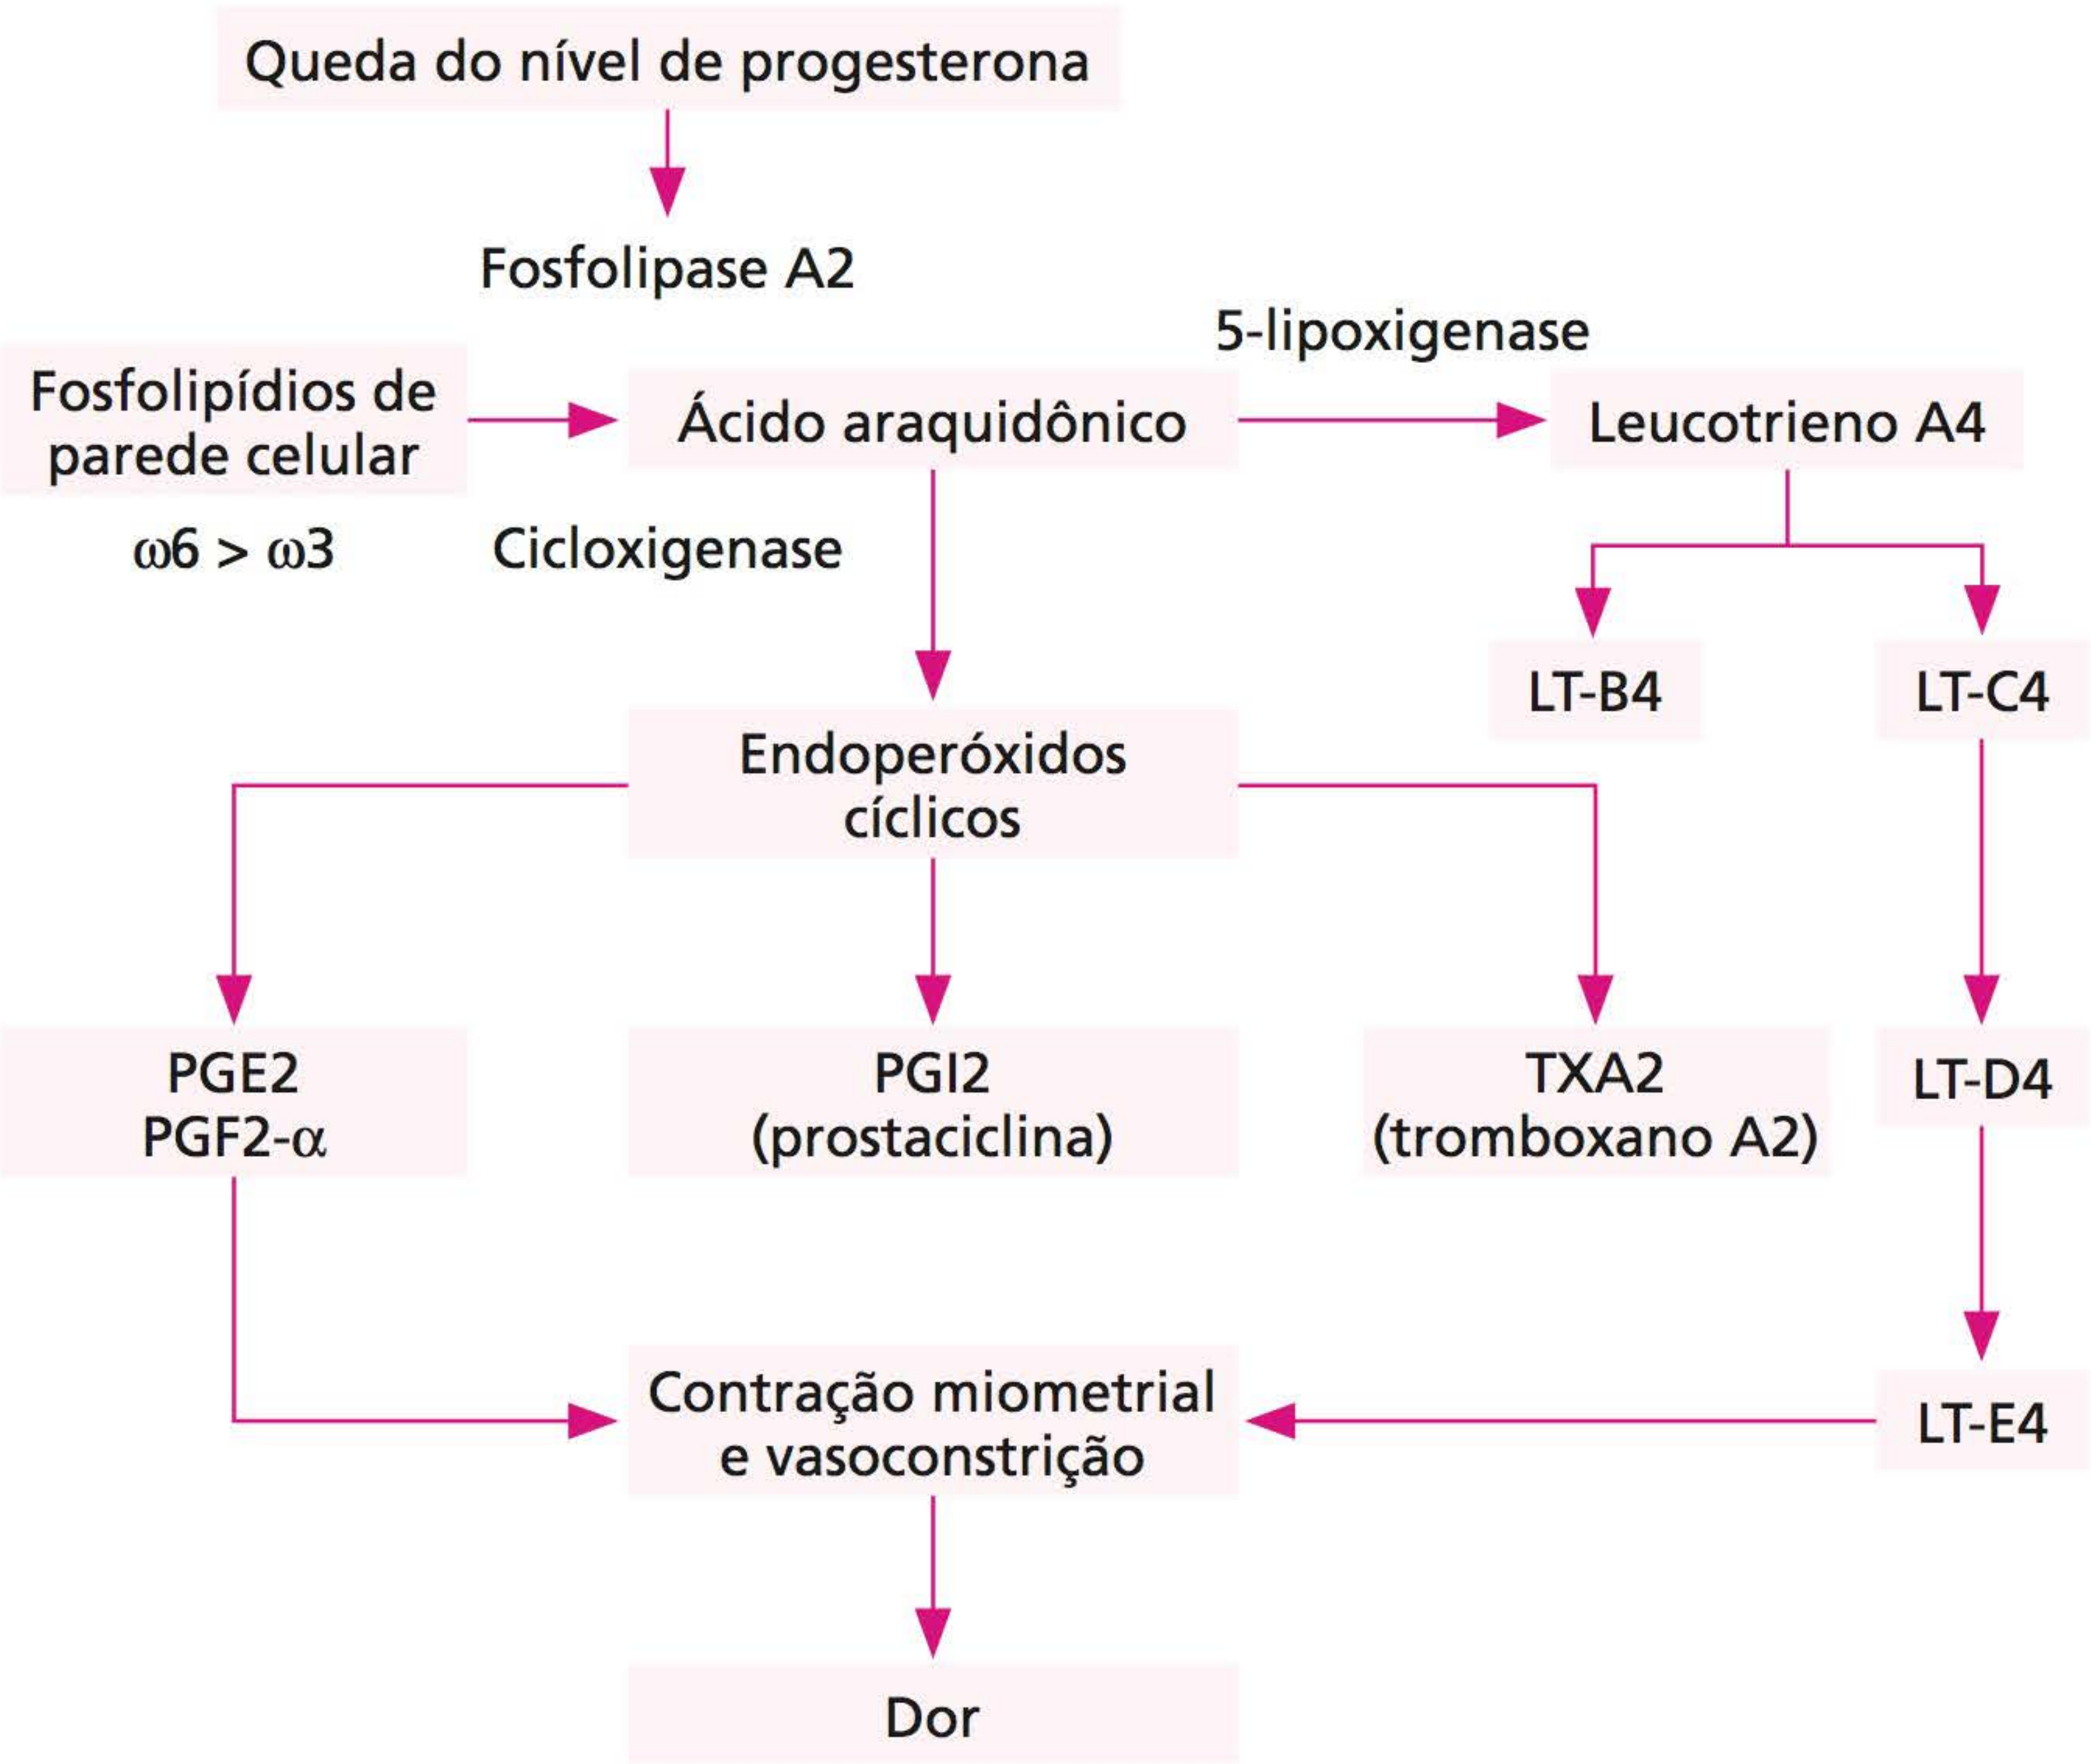 Queda do nível de progesterona
Fosfolipase A2
5-lipoxigenase
Fosfolipídios de
parede celular
Ácido araquidônico
Leucotrieno A4
ω6 > ω3
Cicloxigenase
LT-B4
LT-C4
Endoperóxidos
cíclicos
PGE2
PGF2-α
PGI2
(prostaciclina)
TXA2
(tromboxano A2)
LT-D4
Contração miometrial
e vasoconstrição
LT-E4
Dor